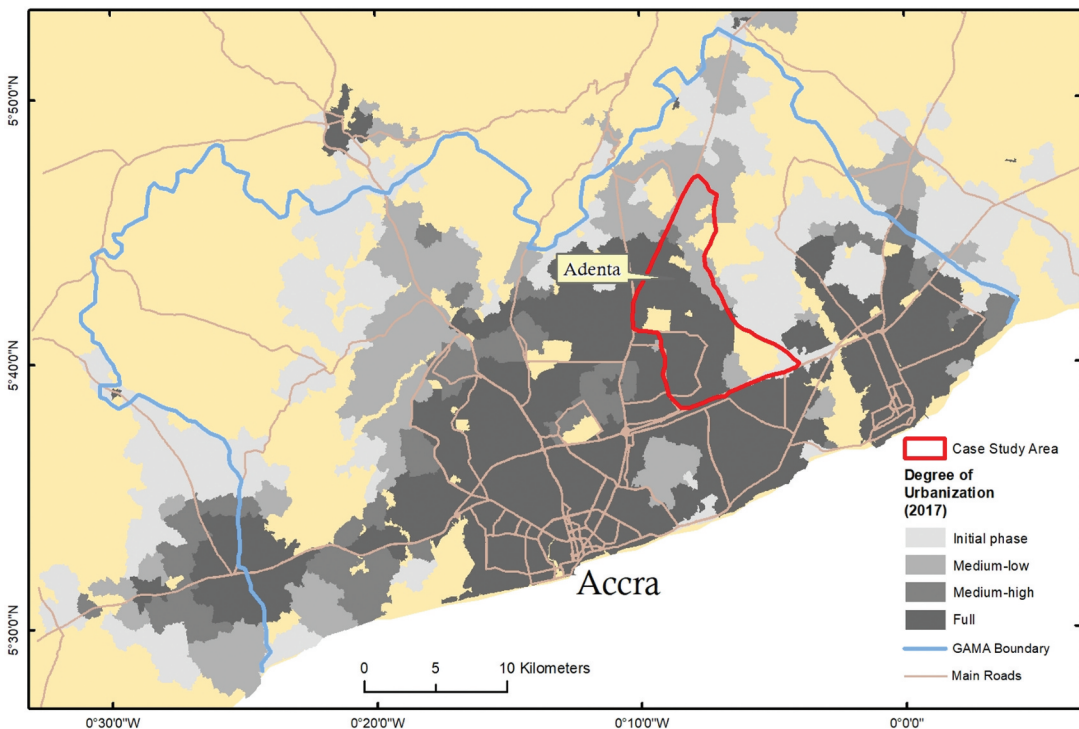 5°50'0"N
5°40'0"N
5°30'0"N
Adenta
Accra
Case Study Area
Degree of
Urbanization
(2017)
Initial phase
Medium-low
Medium-high
Full
GAMA Boundary
Main Roads
0 5 10 Kilometers
0°30'0"W 0°20'0"W 0°10'0"W 0°0'0"